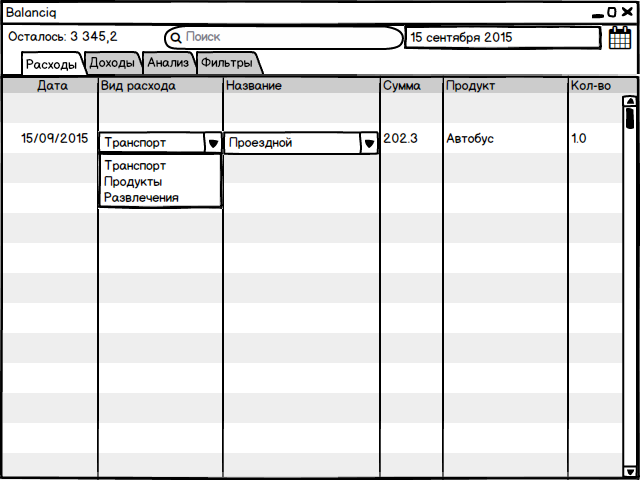 Balanciq
Осталось: 3 345,2 Поиск 15 сентября 2015
Расходы Доходы Анализ Фильтры
Дата Вид расхода Название Сумма Продукт Кол-во
15/09/2015 Транспорт Проездной 202.3 Автобус 1.0
Транспорт
Продукты
Развлечения